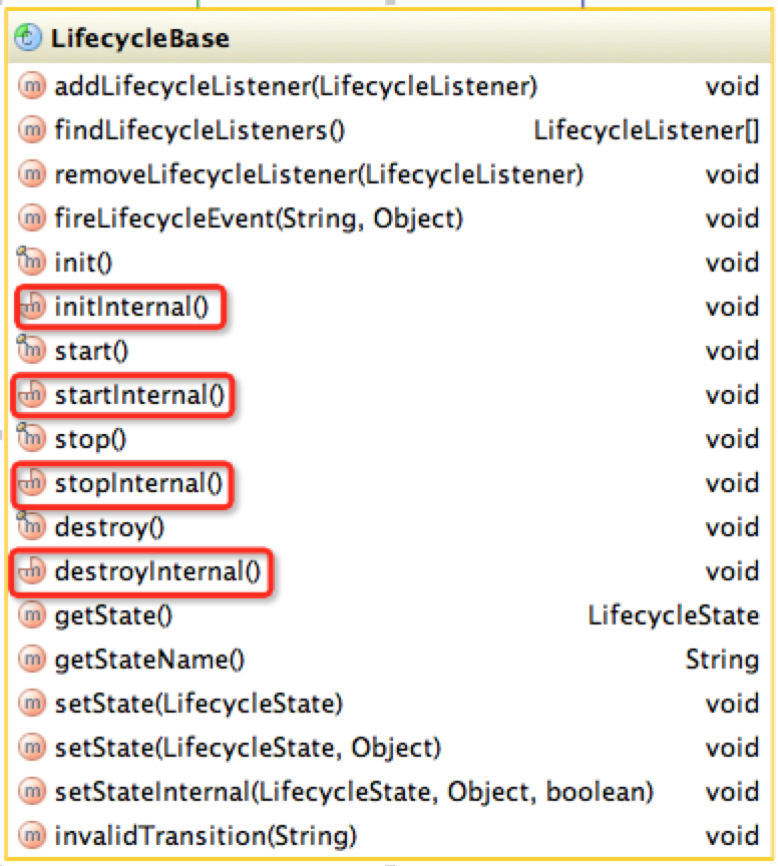 LifecycleBase
addLifecycleListener(LifecycleListener) void
findLifecycleListeners() LifecycleListener[]
removeLifecycleListener(LifecycleListener) void
fireLifecycleEvent(String, Object) void
init() void
initInternal() void
start() void
startInternal() void
stop() void
stopInternal() void
destroy() void
destroyInternal() void
getState() LifecycleState
getStateName() String
setState(LifecycleState) void
setState(LifecycleState, Object) void
setStateInternal(LifecycleState, Object, boolean) void
invalidTransition(String) void